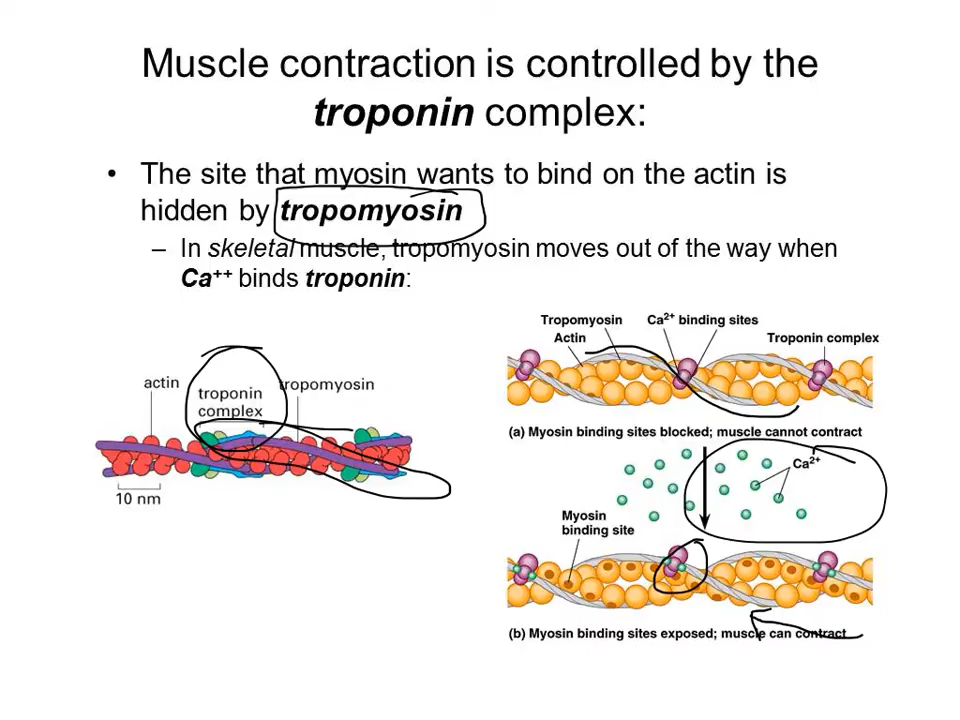 Muscle contraction is controlled by the
troponin complex:
• The site that myosin wants to bind on the actin is
hidden by tropomyosin
– In skeletal muscle, tropomyosin moves out of the way when
Ca⁺⁺ binds troponin:
actin
troponin
complex
tropomyosin
10 nm
Tropomyosin
Ca²⁺ binding sites
Actin
Troponin complex
(a) Myosin binding sites blocked; muscle cannot contract
Ca²⁺
Myosin
binding site
(b) Myosin binding sites exposed; muscle can contract